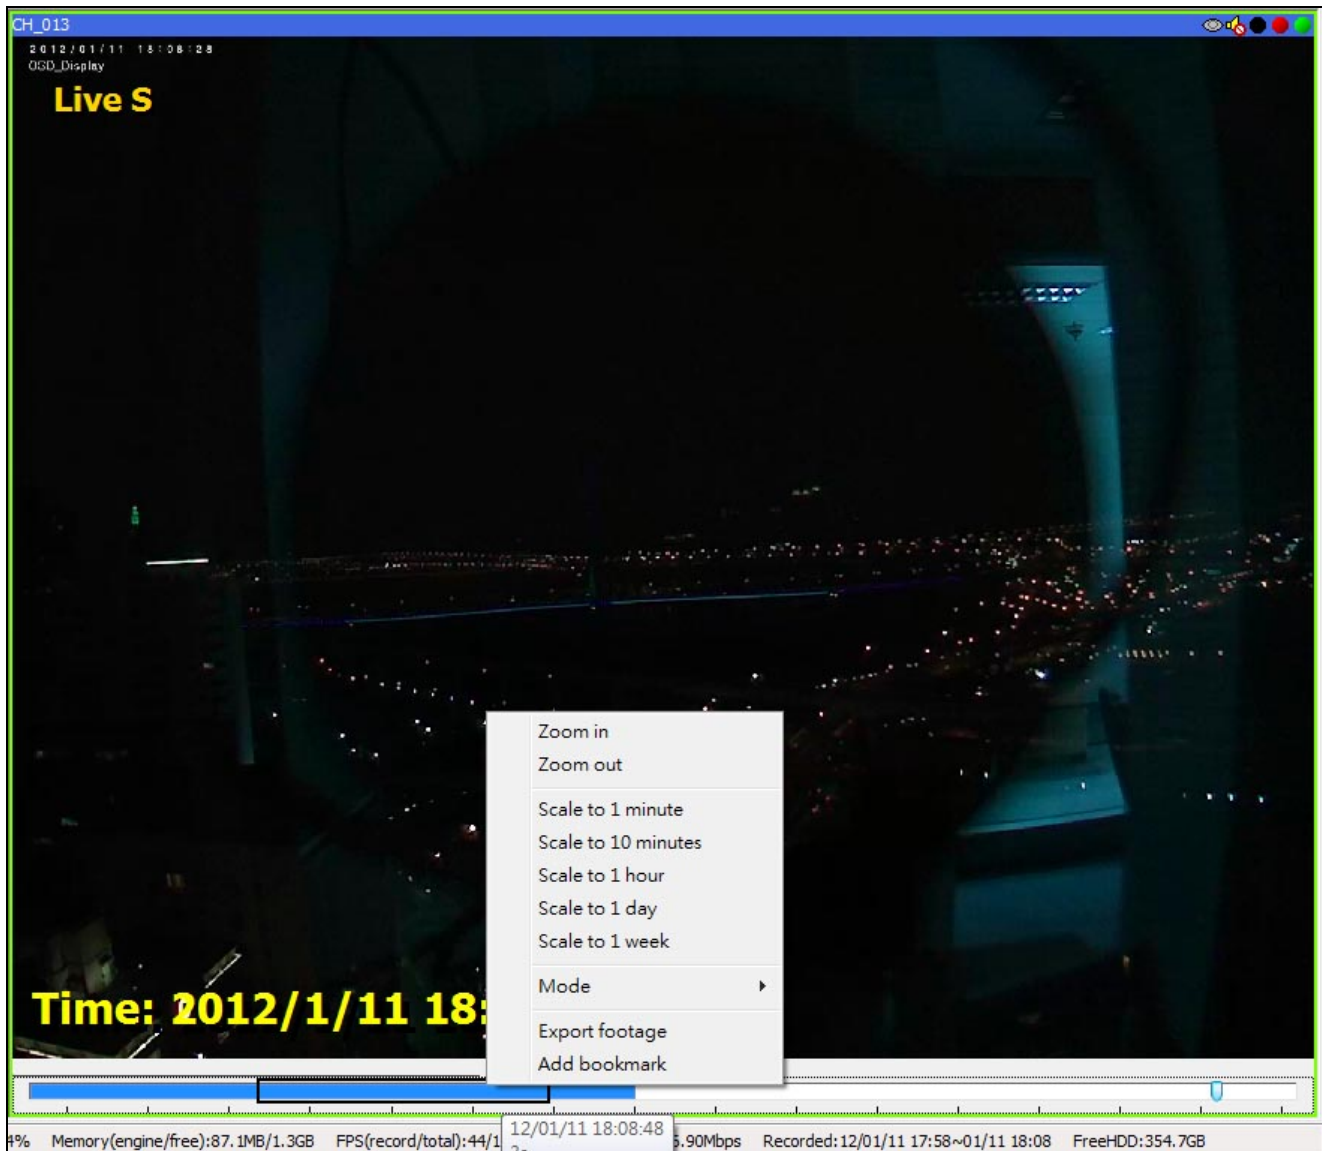 CH_013
2012/01/11 18:08:28
OSD_Display
Live S
Zoom in
Zoom out
Scale to 1 minute
Scale to 10 minutes
Scale to 1 hour
Scale to 1 day
Scale to 1 week
Mode
Export footage
Add bookmark
Time: 2012/1/11 18:
12/01/11 18:08:48
4% Memory(engine/free):87.1MB/1.3GB FPS(record/total):44/1 5.90Mbps Recorded:12/01/11 17:58~01/11 18:08 FreeHDD:354.7GB